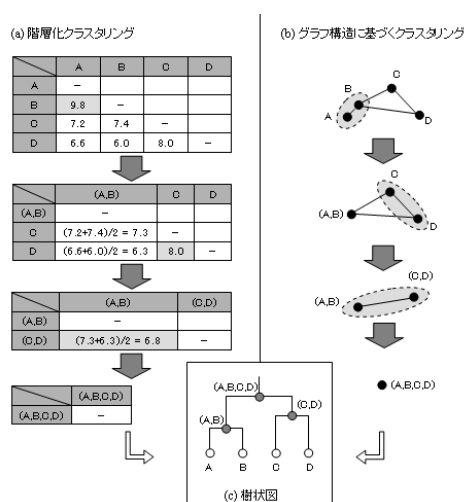 (a) 階層化クラスタリング
A B C D
A –
B 9.8 –
C 7.2 7.4 –
D 6.6 6.0 8.0 –
(A,B) C D
(A,B) –
C (7.2+7.4)/2 = 7.3 –
D (6.6+6.0)/2 = 6.3 8.0 –
(A,B) (C,D)
(A,B) –
(C,D) (7.3+6.3)/2 = 6.8 –
(A,B,C,D)
(A,B,C,D) –
(b) グラフ構造に基づくクラスタリング
C
B
A
D
C
(A,B)
D
(C,D)
(A,B)
(A,B,C,D)
(A,B,C,D)
(C,D)
(A,B)
A B C D
(c) 樹状図